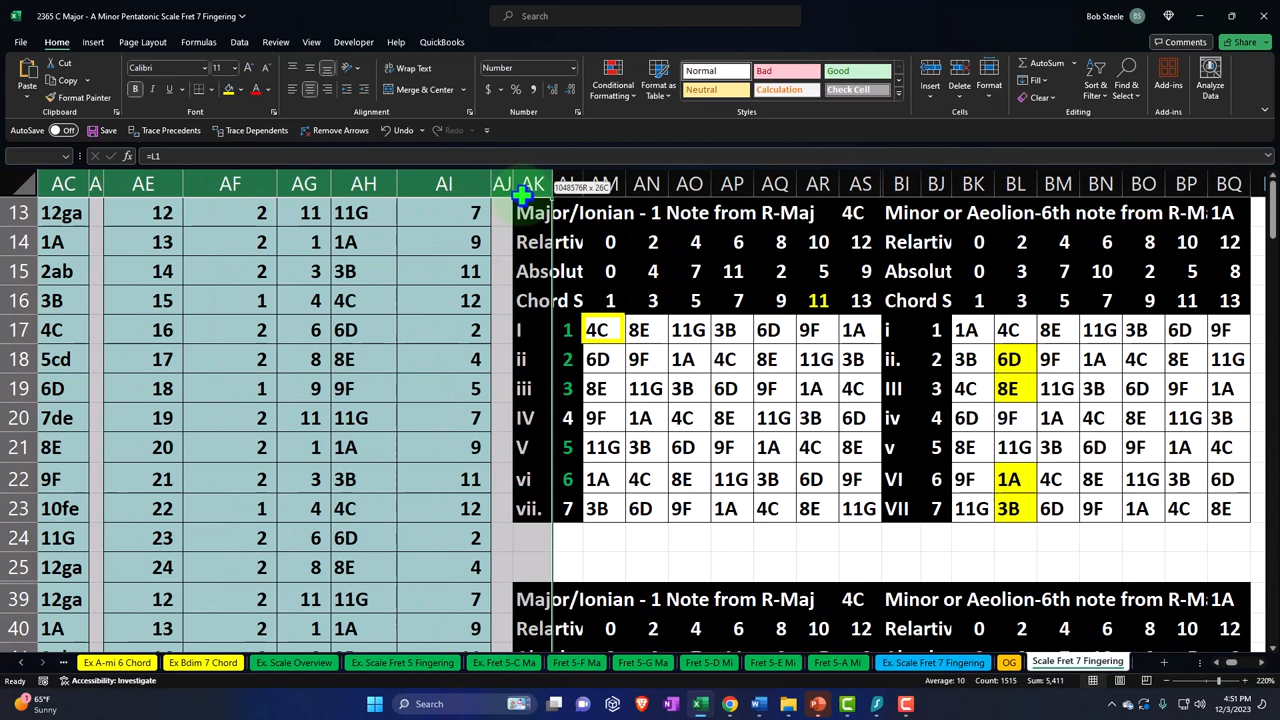 2365 C Major - A Minor Pentatonic Scale Fret 7 Fingering
Search
Bob Steele BS
File Home Insert Page Layout Formulas Data Review View Developer Help QuickBooks Comments Share
Paste Cut Copy Format Painter Clipboard
Calibri 11 Font
Wrap Text Merge & Center Alignment
Number Number
Conditional Formatting Format as Table
Normal Bad Good Neutral Calculation Check Cell Styles
Insert Delete Format Cells
AutoSum Fill Clear Sort & Filter Find & Select Editing
Add-ins Add-ins
Analyze Data
AutoSave Off Save Trace Precedents Trace Dependents Remove Arrows Undo Redo
fx =L1
AC A AE AF AG AH AI AJ AK AL AM AN AO AP AQ AR AS BI BJ BK BL BM BN BO BP BQ
1048576R x 26C
13 12ga 12 2 11 11G 7 Major/Ionian - 1 Note from R-Maj 4C Minor or Aeolion-6th note from R-Ma 1A
14 1A 13 2 1 1A 9 Relartiv 0 2 4 6 8 10 12 Relartiv 0 2 4 6 8 10 12
15 2ab 14 2 3 3B 11 Absolut 0 4 7 11 2 5 9 Absolut 0 3 7 10 2 5 8
16 3B 15 1 4 4C 12 Chord S 1 3 5 7 9 11 13 Chord S 1 3 5 7 9 11 13
17 4C 16 2 6 6D 2 I 1 4C 8E 11G 3B 6D 9F 1A i 1 1A 4C 8E 11G 3B 6D 9F
18 5cd 17 2 8 8E 4 ii 2 6D 9F 1A 4C 8E 11G 3B ii. 2 3B 6D 9F 1A 4C 8E 11G
19 6D 18 1 9 9F 5 iii 3 8E 11G 3B 6D 9F 1A 4C III 3 4C 8E 11G 3B 6D 9F 1A
20 7de 19 2 11 11G 7 IV 4 9F 1A 4C 8E 11G 3B 6D iv 4 6D 9F 1A 4C 8E 11G 3B
21 8E 20 2 1 1A 9 V 5 11G 3B 6D 9F 1A 4C 8E v 5 8E 11G 3B 6D 9F 1A 4C
22 9F 21 2 3 3B 11 vi 6 1A 4C 8E 11G 3B 6D 9F VI 6 9F 1A 4C 8E 11G 3B 6D
23 10fe 22 1 4 4C 12 vii. 7 3B 6D 9F 1A 4C 8E 11G VII 7 11G 3B 6D 9F 1A 4C 8E
24 11G 23 2 6 6D 2
25 12ga 24 2 8 8E 4
39 12ga 12 2 11 11G 7 Major/Ionian - 1 Note from R-Maj 4C Minor or Aeolion-6th note from R-Ma 1A
40 1A 13 2 1 1A 9 Relartiv 0 2 4 6 8 10 12 Relartiv 0 2 4 6 8 10 12
Ex A-mi 6 Chord Ex Bdim 7 Chord Ex. Scale Overview Ex. Scale Fret 5 Fingering Ex. Fret 5-C Ma Fret 5-F Ma Fret 5-G Ma Fret 5-D Mi Fret 5-E Mi Fret 5-A Mi Ex. Scale Fret 7 Fingering OG Scale Fret 7 Fingering
Ready Accessibility: Investigate Average: 10 Count: 1515 Sum: 5,411 220%
65°F Sunny Search 4:51 PM 12/3/2023